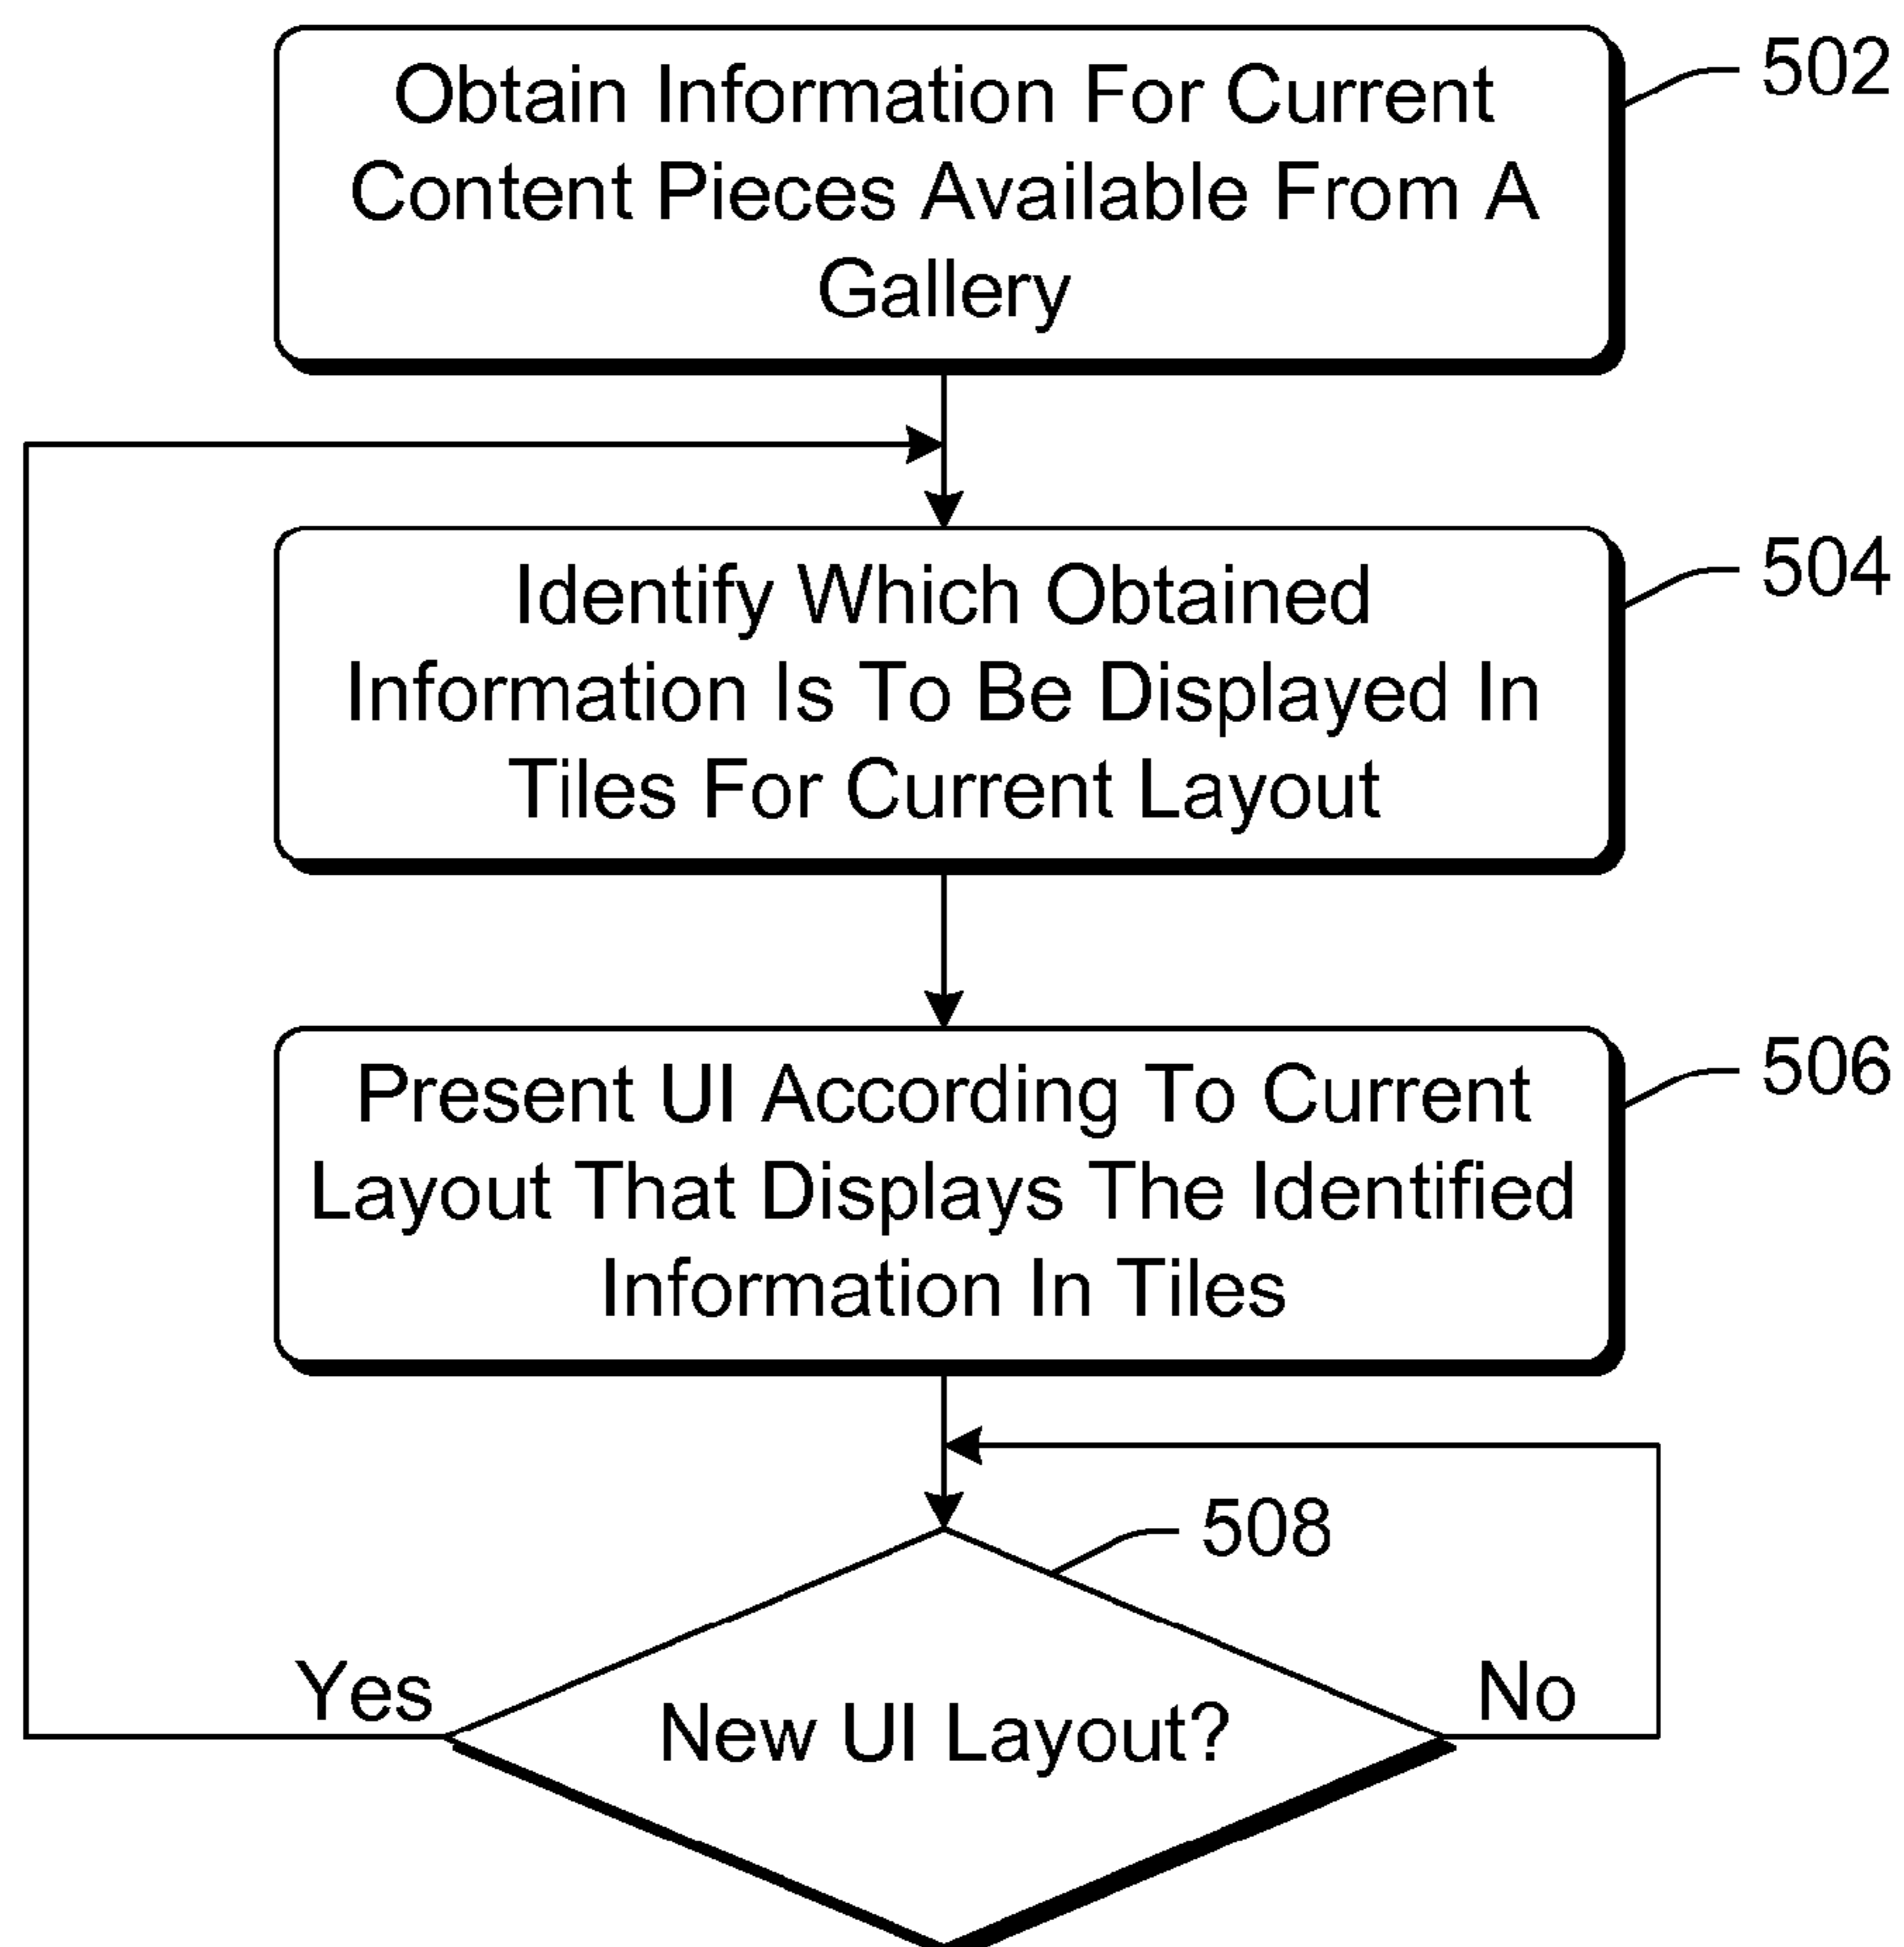 Obtain Information For Current
Content Pieces Available From A
Gallery
502
Identify Which Obtained
Information Is To Be Displayed In
Tiles For Current Layout
504
Present UI According To Current
Layout That Displays The Identified
Information In Tiles
506
508
Yes
New UI Layout?
No